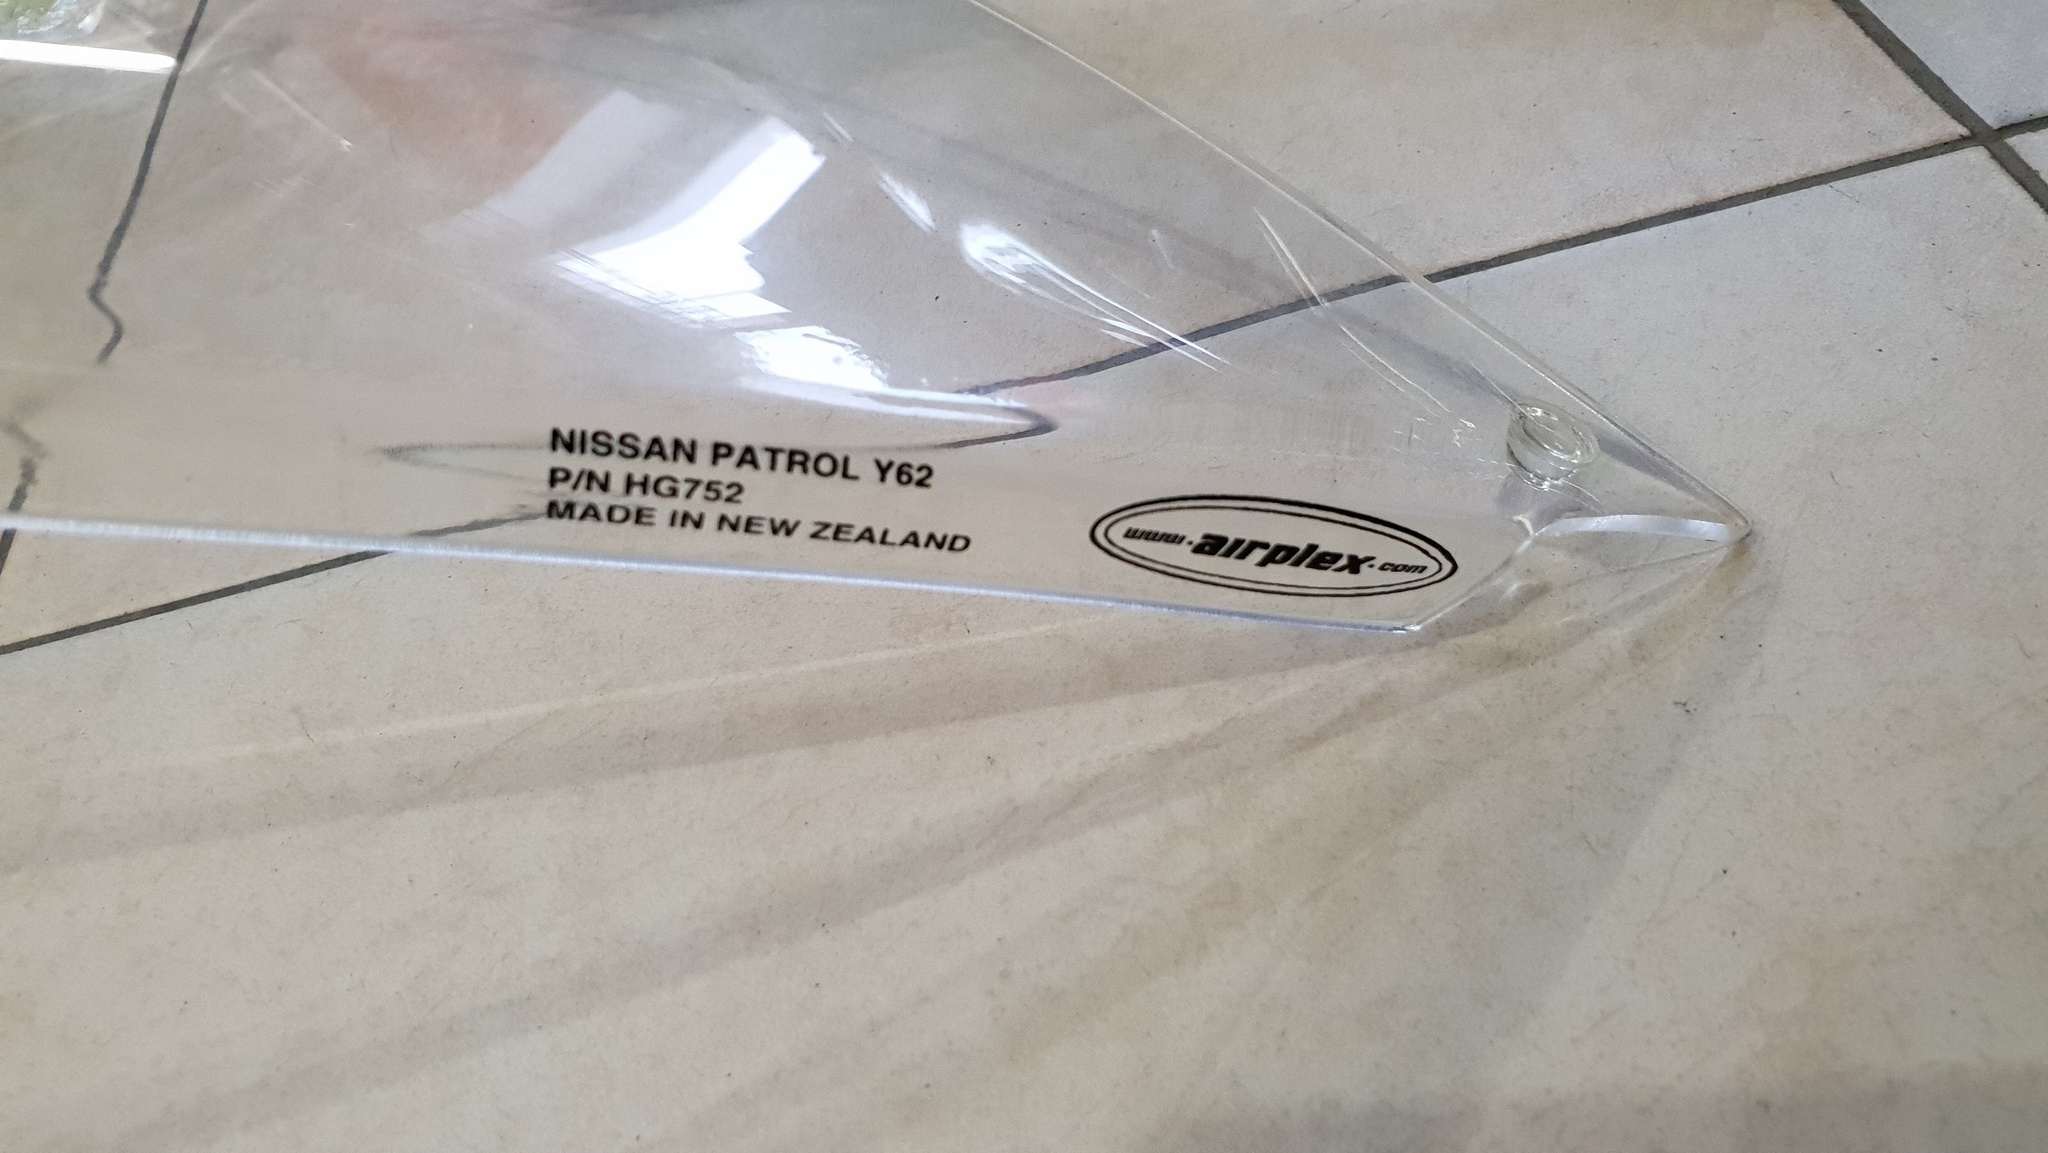 NISSAN PATROL Y62
P/N HG752
MADE IN NEW ZEALAND
www.airplex.com